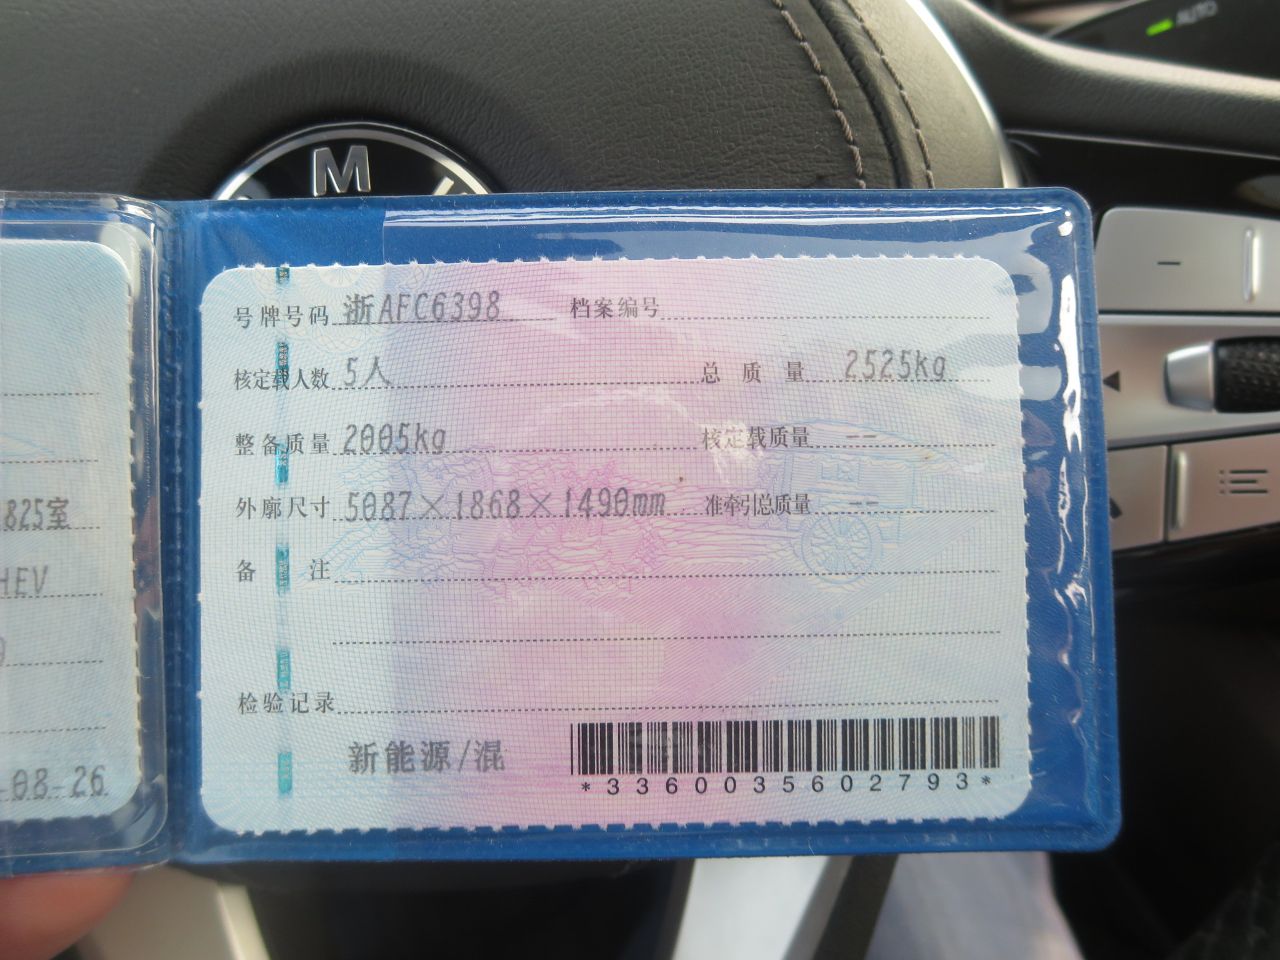 AUTO
M
号牌号码 浙AFC6398 档案编号
核定载人数 5人 总质量 2525kg
整备质量 2005kg 核定载质量 --
外廓尺寸 5087×1868×1490mm 准牵引总质量 --
备注
检验记录
新能源/混
*3360035602793*
825室
HEV
-08-26